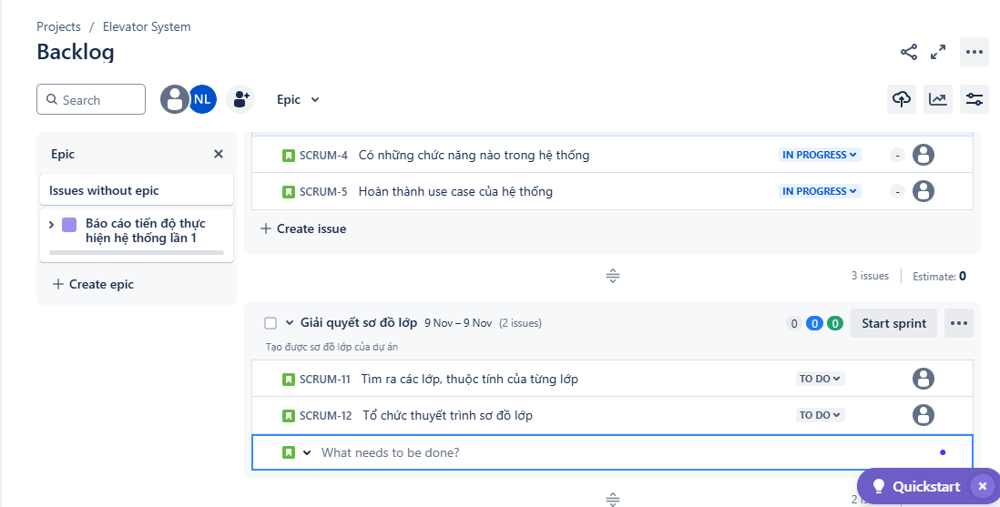 Projects / Elevator System
Backlog
Search
NL
Epic
Epic
Issues without epic
Báo cáo tiến độ thực
hiện hệ thống lần 1
Create epic
SCRUM-4 Có những chức năng nào trong hệ thống IN PROGRESS -
SCRUM-5 Hoàn thành use case của hệ thống IN PROGRESS -
Create issue
3 issues Estimate: 0
Giải quyết sơ đồ lớp 9 Nov – 9 Nov (2 issues) 0 0 0 Start sprint
Tạo được sơ đồ lớp của dự án
SCRUM-11 Tìm ra các lớp, thuộc tính của từng lớp TO DO
SCRUM-12 Tổ chức thuyết trình sơ đồ lớp TO DO
What needs to be done?
Quickstart
2